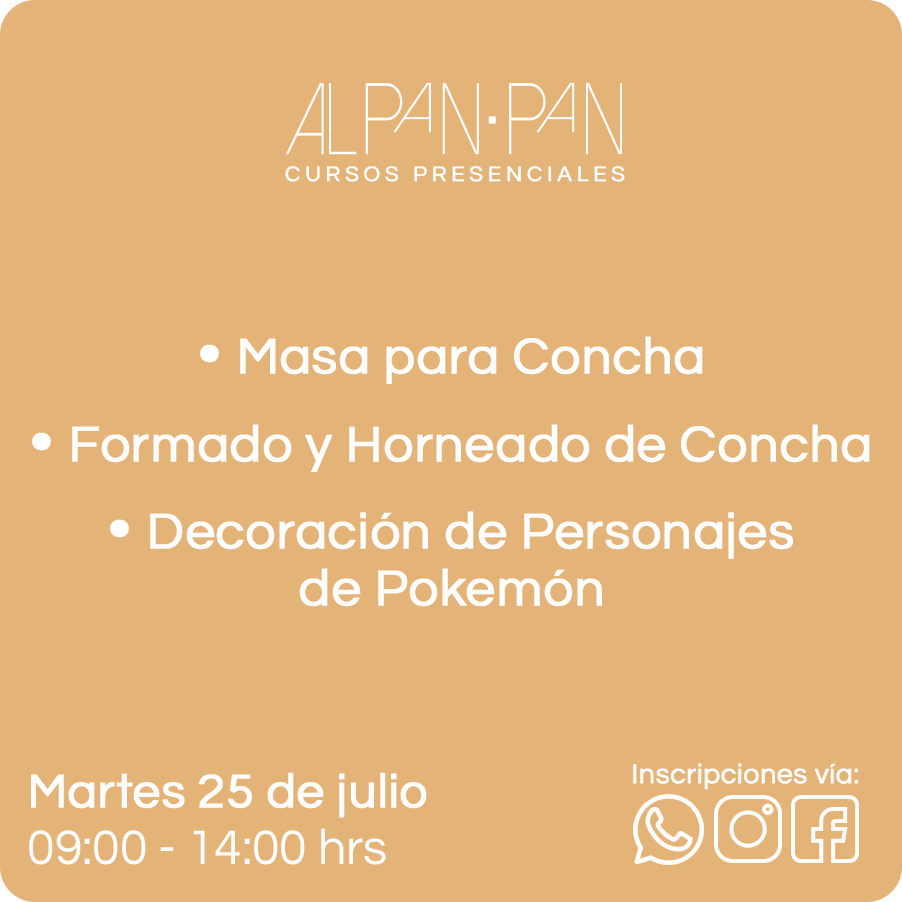 ALPAN·PAN
CURSOS PRESENCIALES
• Masa para Concha
• Formado y Horneado de Concha
• Decoración de Personajes
de Pokemón
Martes 25 de julio
09:00 - 14:00 hrs
Inscripciones vía: